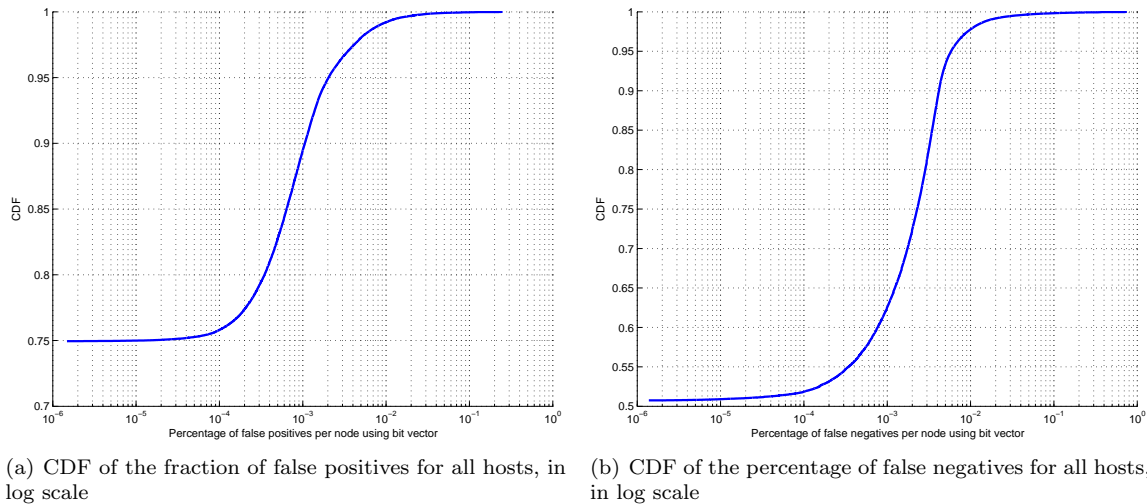 1
0.95
0.9
0.85
0.8
0.75
0.7
CDF
10^-6 10^-5 10^-4 10^-3 10^-2 10^-1 10^0
Percentage of false positives per node using bit vector
(a) CDF of the fraction of false positives for all hosts, in
log scale
1
0.95
0.9
0.85
0.8
0.75
0.7
0.65
0.6
0.55
0.5
CDF
10^-6 10^-5 10^-4 10^-3 10^-2 10^-1 10^0
Percentage of false negatives per node using bit vector
(b) CDF of the percentage of false negatives for all hosts,
in log scale